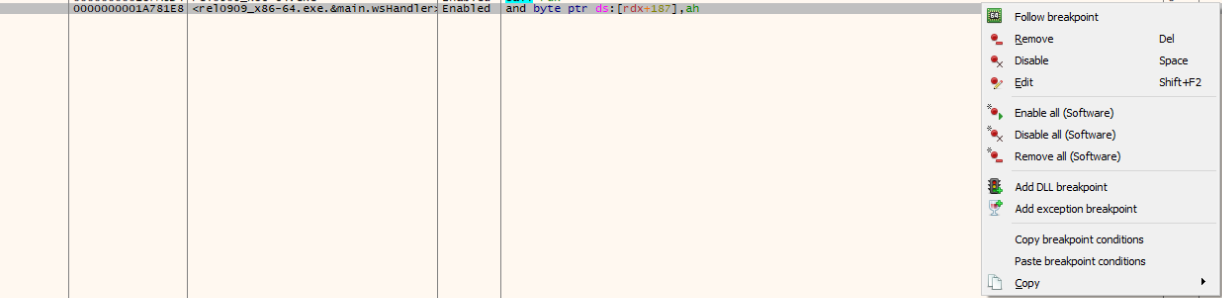 0000000001A781E8 <rel0909_x86-64.exe.&main.wsHandler> Enabled and byte ptr ds:[rdx+187],ah
Follow breakpoint
Remove Del
Disable Space
Edit Shift+F2
Enable all (Software)
Disable all (Software)
Remove all (Software)
Add DLL breakpoint
Add exception breakpoint
Copy breakpoint conditions
Paste breakpoint conditions
Copy